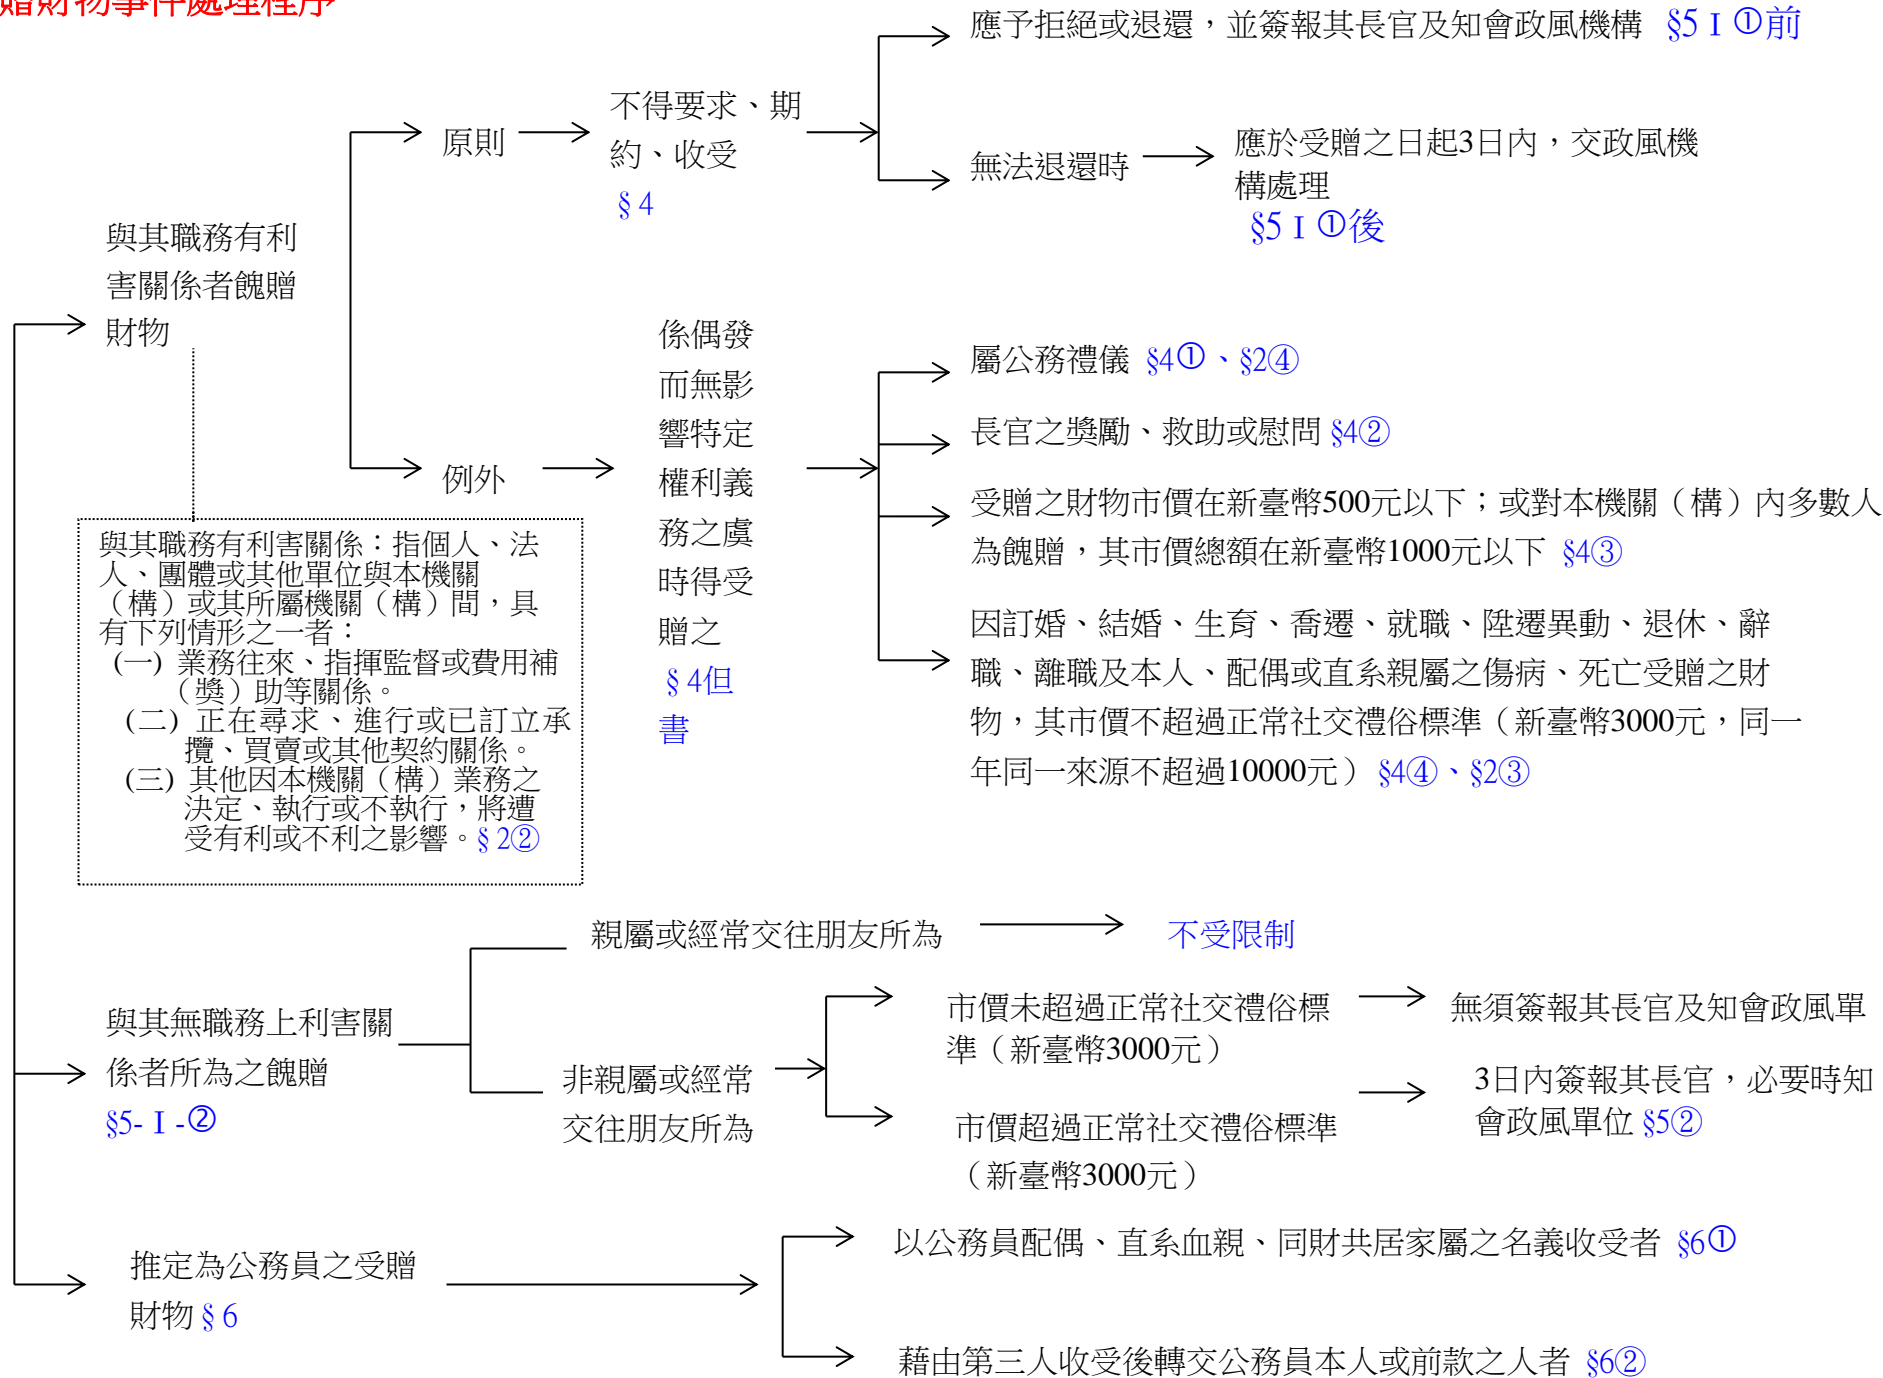 贈財物事件處理程序
應予拒絕或退還，並簽報其長官及知會政風機構 §5 I ①前
不得要求、期
約、收受
§4
原則
無法退還時
應於受贈之日起3日內，交政風機
構處理
§5 I ①後
與其職務有利
害關係者餽贈
財物
係偶發
而無影
響特定
權利義
務之虞
時得受
贈之
§4但
書
例外
屬公務禮儀 §4①、§2④
長官之獎勵、救助或慰問 §4②
受贈之財物市價在新臺幣500元以下；或對本機關（構）內多數人
為餽贈，其市價總額在新臺幣1000元以下 §4③
因訂婚、結婚、生育、喬遷、就職、陞遷異動、退休、辭
職、離職及本人、配偶或直系親屬之傷病、死亡受贈之財
物，其市價不超過正常社交禮俗標準（新臺幣3000元，同一
年同一來源不超過10000元） §4④、§2③
與其職務有利害關係：指個人、法
人、團體或其他單位與本機關
（構）或其所屬機關（構）間，具
有下列情形之一者：
(一) 業務往來、指揮監督或費用補
（獎）助等關係。
(二) 正在尋求、進行或已訂立承
攬、買賣或其他契約關係。
(三) 其他因本機關（構）業務之
決定、執行或不執行，將遭
受有利或不利之影響。§2②
親屬或經常交往朋友所為
不受限制
與其無職務上利害關
係者所為之餽贈
§5- I -②
非親屬或經常
交往朋友所為
市價未超過正常社交禮俗標
準（新臺幣3000元）
無須簽報其長官及知會政風單
市價超過正常社交禮俗標準
（新臺幣3000元）
3日內簽報其長官，必要時知
會政風單位 §5②
推定為公務員之受贈
財物§6
以公務員配偶、直系血親、同財共居家屬之名義收受者 §6①
藉由第三人收受後轉交公務員本人或前款之人者 §6②